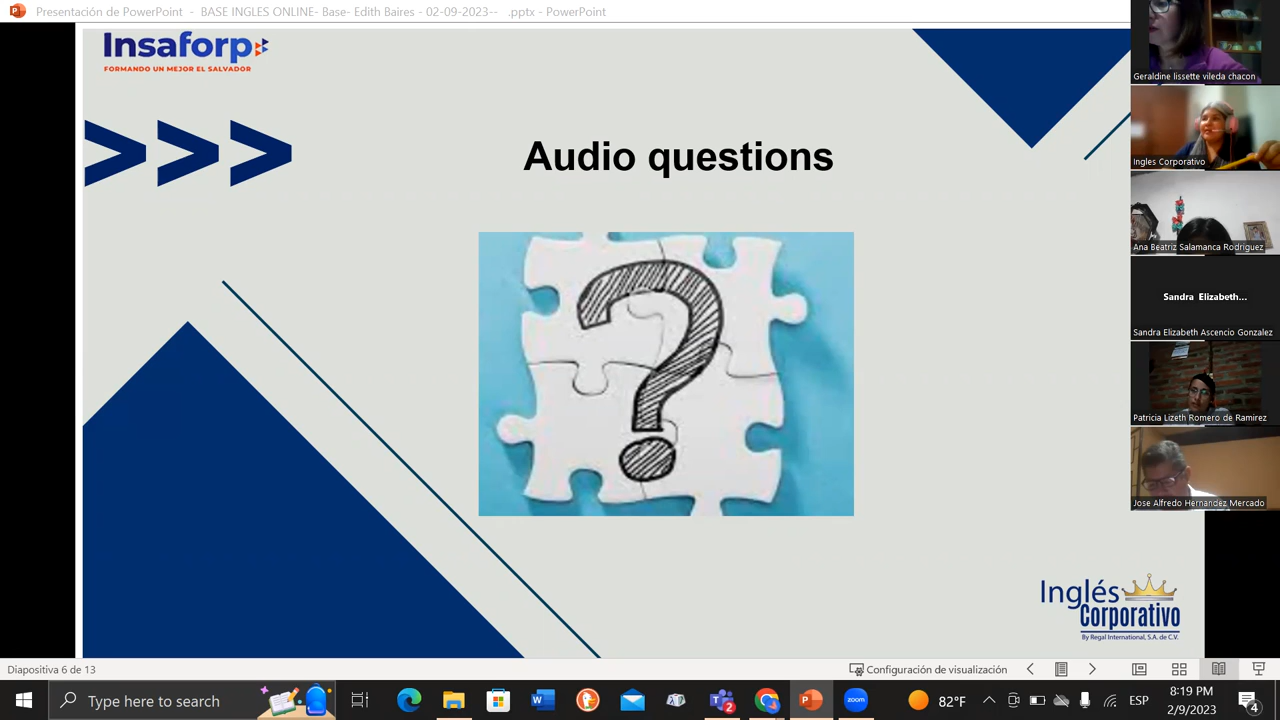 Presentación de PowerPoint - BASE INGLES ONLINE- Base- Edith Baires - 02-09-2023-- .pptx - PowerPoint
Insaforp
FORMANDO UN MEJOR EL SALVADOR
Audio questions
?
Geraldine lissette vileda chacon
Ingles Corporativo
Ana Beatriz Salamanca Rodriguez
Sandra Elizabeth...
Sandra Elizabeth Ascencio Gonzalez
Patricia Lizeth Romero de Ramirez
Jose Alfredo Hernandez Mercado
Inglés
Corporativo
By Regal International, S.A. de C.V.
Diapositiva 6 de 13
Configuración de visualización
Type here to search
82°F
ESP
8:19 PM
2/9/2023
2
4
zoom